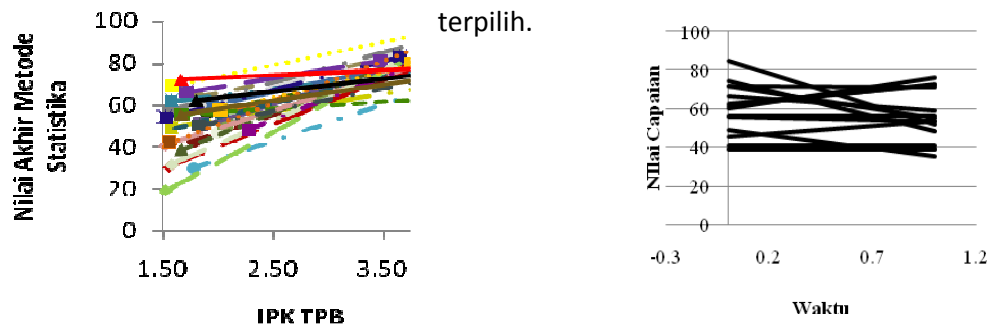 Nilai Akhir Metode
Statistika
100
80
60
40
20
0
1.50 2.50 3.50
IPK TPB
terpilih.
NIlai Capaian
100
80
60
40
20
0
-0.3 0.2 0.7 1.2
Waktu